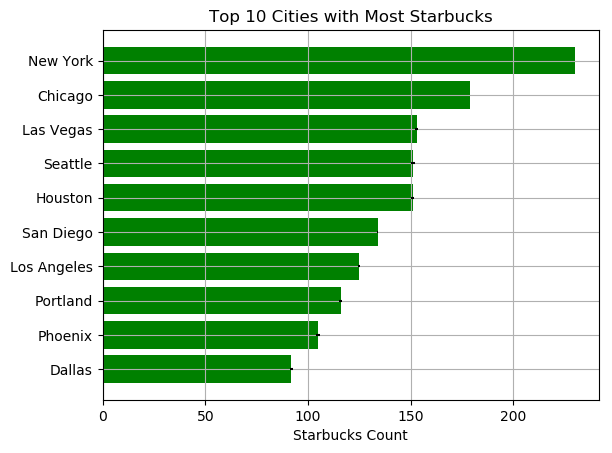 Top 10 Cities with Most Starbucks
New York
Chicago
Las Vegas
Seattle
Houston
San Diego
Los Angeles
Portland
Phoenix
Dallas
0 50 100 150 200
Starbucks Count